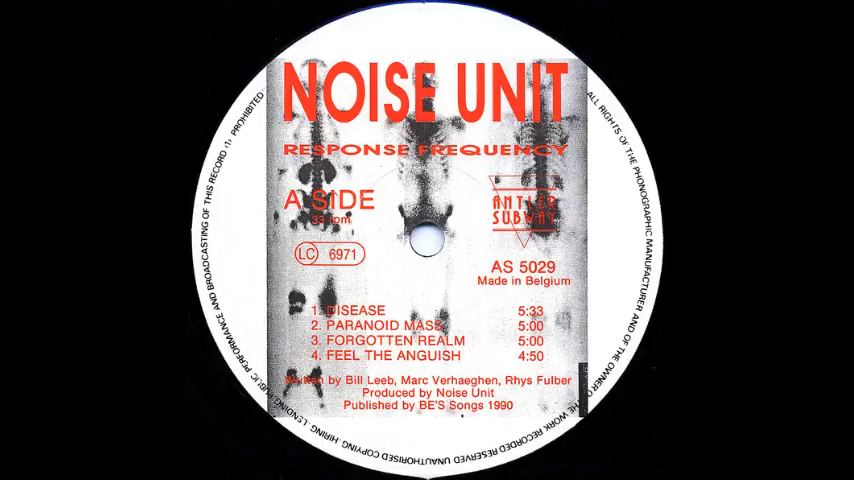 NOISE UNIT
RESPONSE FREQUENCY
A SIDE
33 rpm
ANTLER
SUBWAY
LC 6971
AS 5029
Made in Belgium
1. DISEASE 5:33
2. PARANOID MASS 5:00
3. FORGOTTEN REALM 5:00
4. FEEL THE ANGUISH 4:50
Written by Bill Leeb, Marc Verhaeghen, Rhys Fulber
Produced by Noise Unit
Published by BE'S Songs 1990
ALL RIGHTS OF THE PHONOGRAPHIC MANUFACTURER AND OF THE OWNER OF THE WORK RECORDED RESERVED UNAUTHORISED COPYING. HIRING. LENDING. PUBLIC PERFORMANCE AND BROADCASTING OF THIS RECORD PROHIBITED